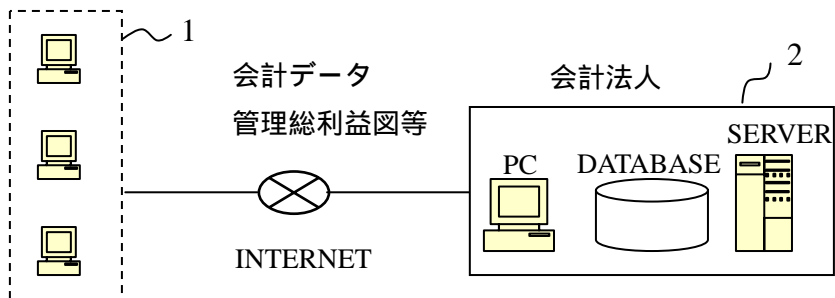 1
会計データ
管理総利益図等
INTERNET
会計法人
2
PC
DATABASE
SERVER